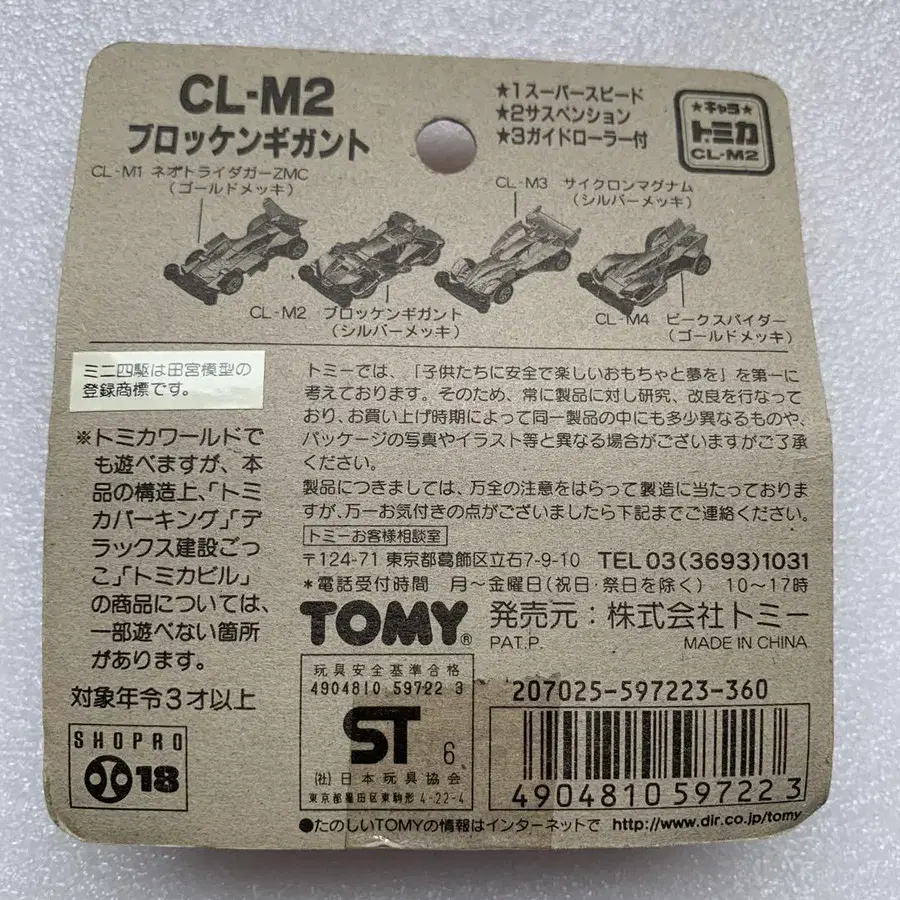 CL-M2
ブロッケンギガント
★1スーパースピード
★2サスペンション
★3ガイドローラー付
★キャラ★
トミカ
CL-M2
CL-M1 ネオトライダガーZMC
(ゴールドメッキ)
CL-M3 サイクロンマグナム
(シルバーメッキ)
CL-M2 ブロッケンギガント
(シルバーメッキ)
CL-M4 ビークスパイダー
(ゴールドメッキ)
ミニ四駆は田宮模型の
登録商標です。
※トミカワールドで
も遊べますが、本
品の構造上、「トミ
カパーキング」「デ
ラックス建設ごっ
こ」「トミカビル」
の商品については、
一部遊べない箇所
があります。
対象年令3才以上
SHOPRO
18
トミーでは、「子供たちに安全で楽しいおもちゃと夢を」を第一に
考えております。そのため、常に製品に対し研究、改良を行なって
おり、お買い上げ時期によって同一製品の中にも多少異なるものや、
パッケージの写真やイラスト等と異なる場合がございますがご了承
ください。
製品につきましては、万全の注意をはらって製造に当たっております
が、万一お気付きの点がございましたら下記までご連絡ください。
トミーお客様相談室
〒124-71 東京都葛飾区立石7-9-10 TEL 03(3693)1031
*電話受付時間 月〜金曜日(祝日・祭日を除く) 10〜17時
TOMY® 発売元:株式会社トミー
PAT.P. MADE IN CHINA
玩具安全基準合格
4904810 59722 3
ST 6
(社)日本玩具協会
東京都墨田区東駒形 4-22-4
207025-597223-360
4904810 597223
●たのしいTOMYの情報はインターネットで http://www.dir.co.jp/tomy